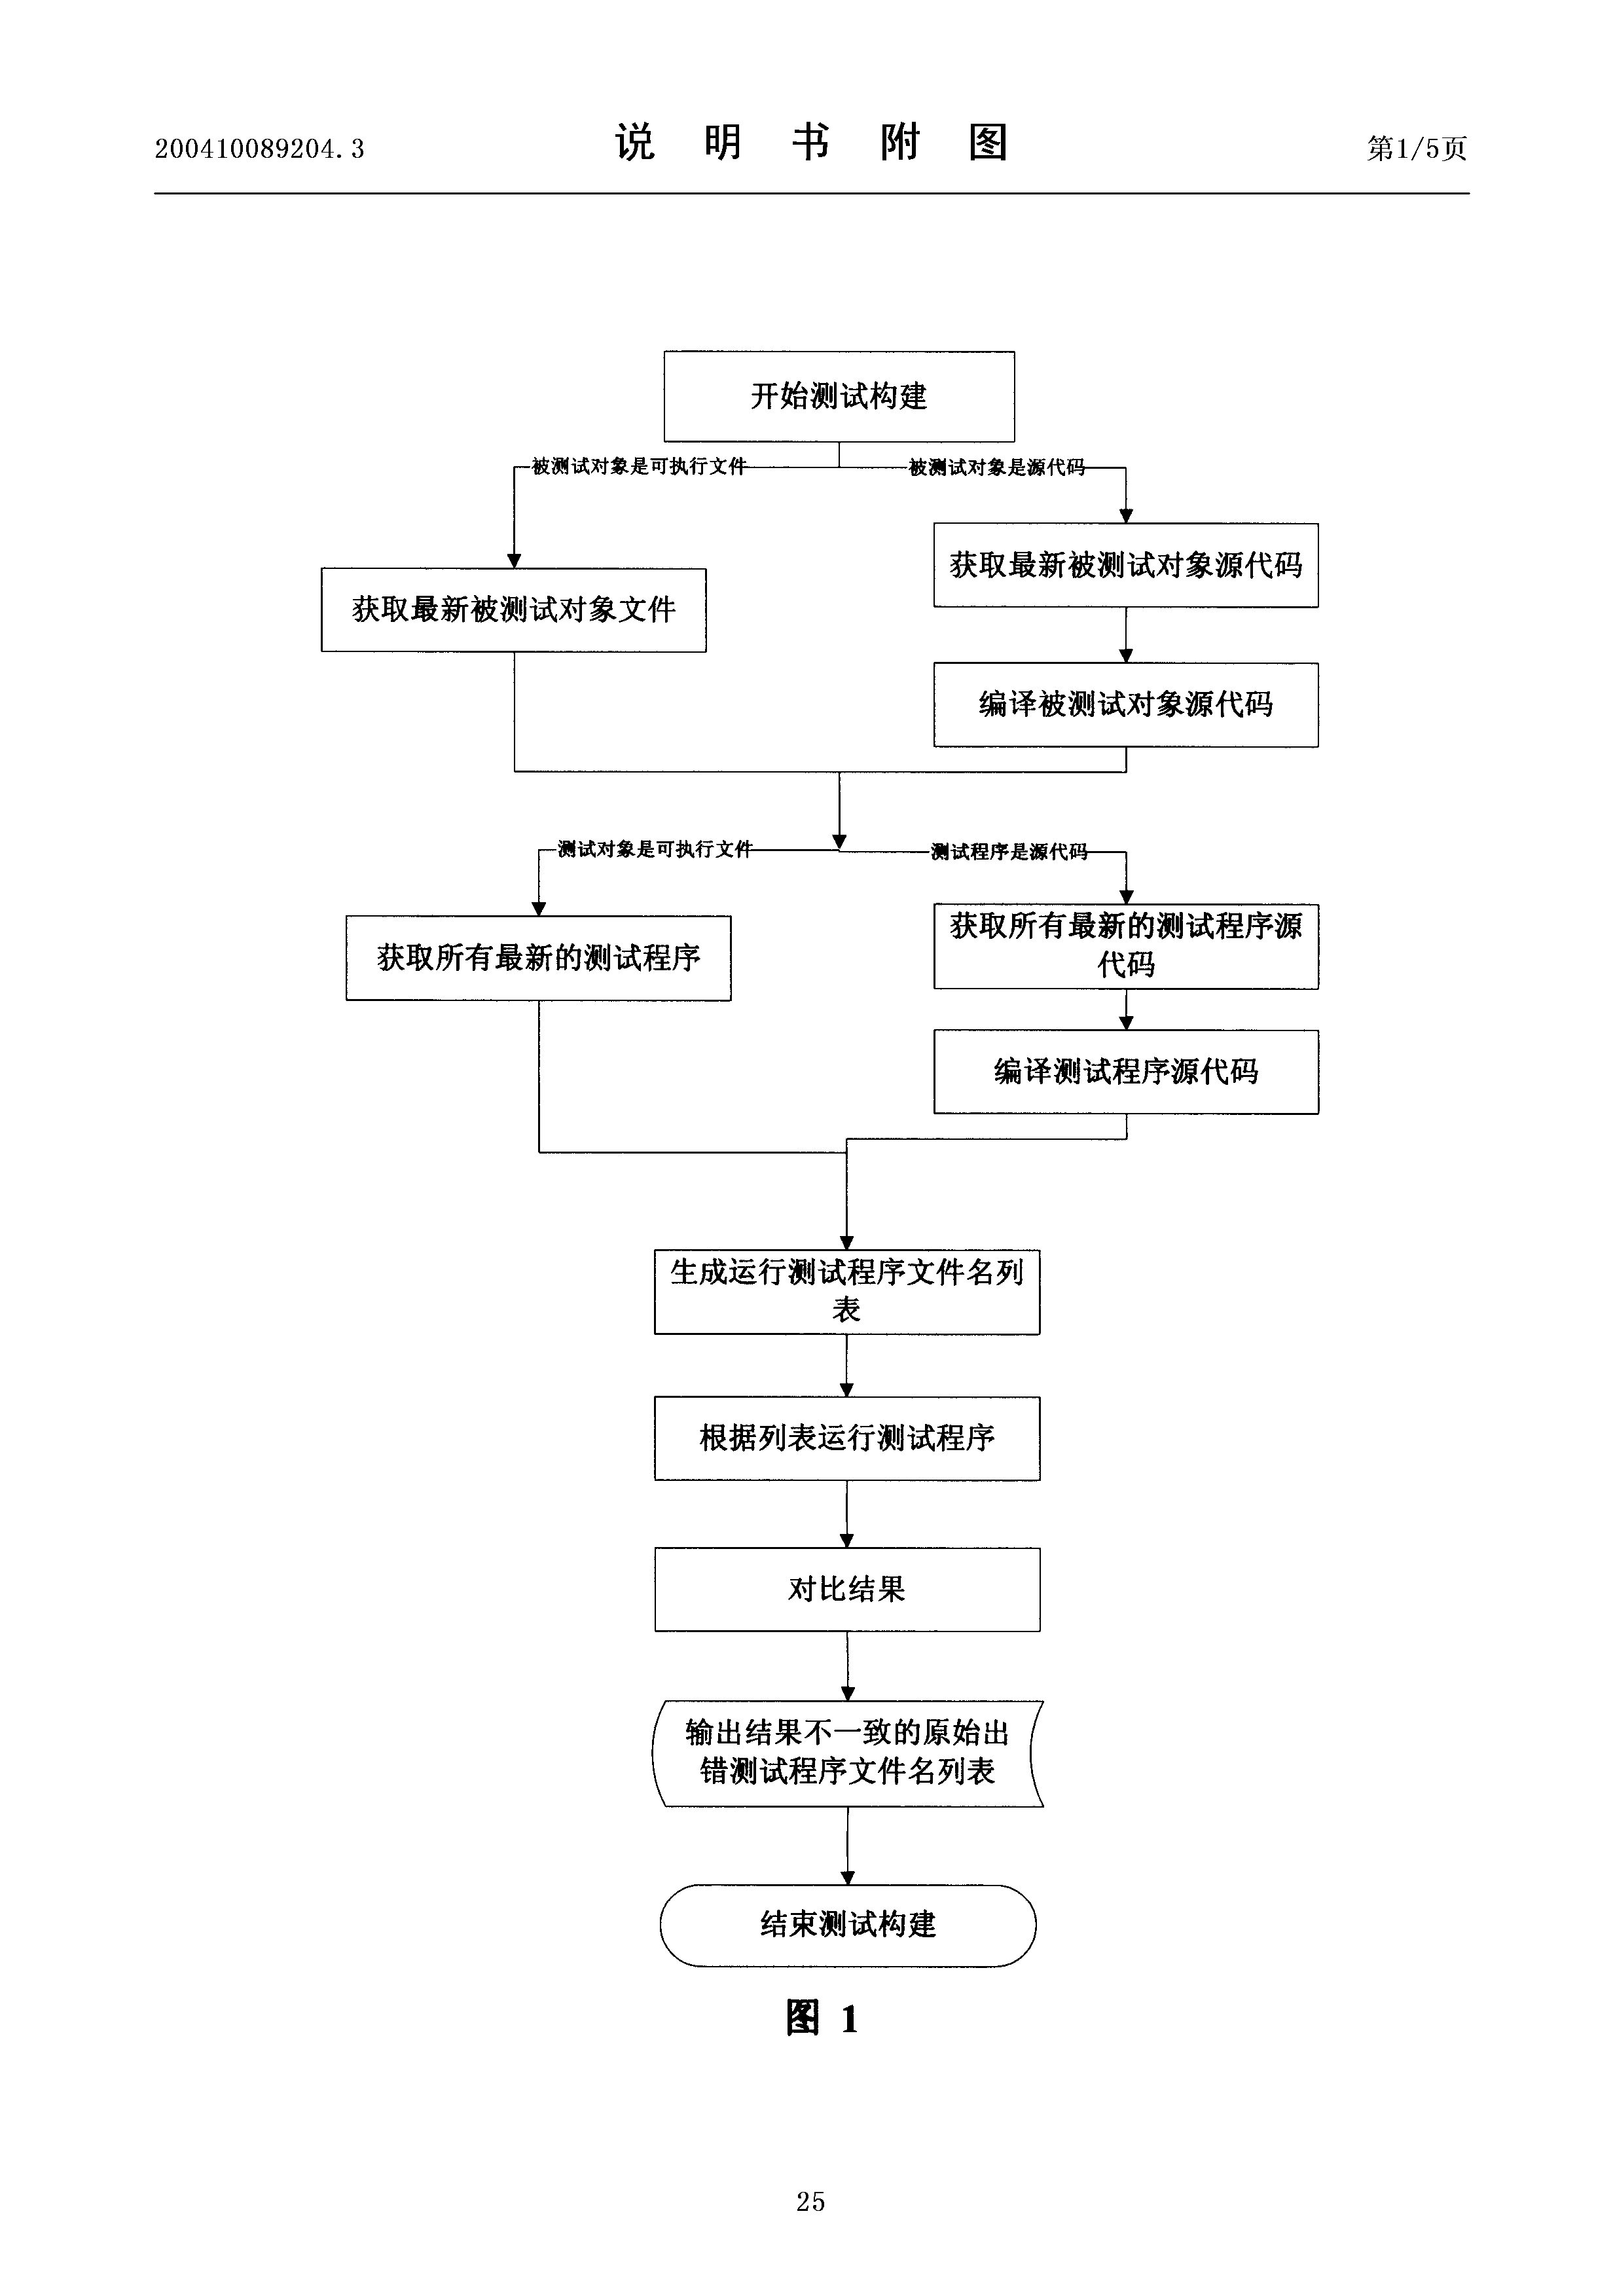 200410089204.3
说明书附图
第1/5页
开始测试构建
被测试对象是可执行文件
被测试对象是源代码
获取最新被测试对象源代码
获取最新被测试对象文件
编译被测试对象源代码
测试对象是可执行文件
测试程序是源代码
获取所有最新的测试程序源
代码
获取所有最新的测试程序
编译测试程序源代码
生成运行测试程序文件名列
表
根据列表运行测试程序
对比结果
输出结果不一致的原始出
错测试程序文件名列表
结束测试构建
图 1
25